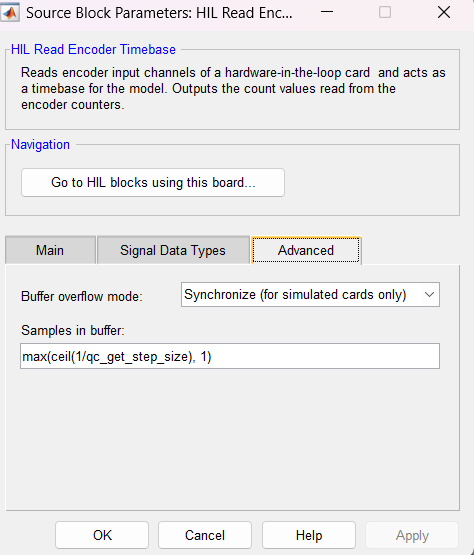 Source Block Parameters: HIL Read Enc...
HIL Read Encoder Timebase
Reads encoder input channels of a hardware-in-the-loop card and acts as
a timebase for the model. Outputs the count values read from the
encoder counters.
Navigation
Go to HIL blocks using this board...
Main
Signal Data Types
Advanced
Buffer overflow mode:
Synchronize (for simulated cards only)
Samples in buffer:
max(ceil(1/qc_get_step_size), 1)
OK
Cancel
Help
Apply